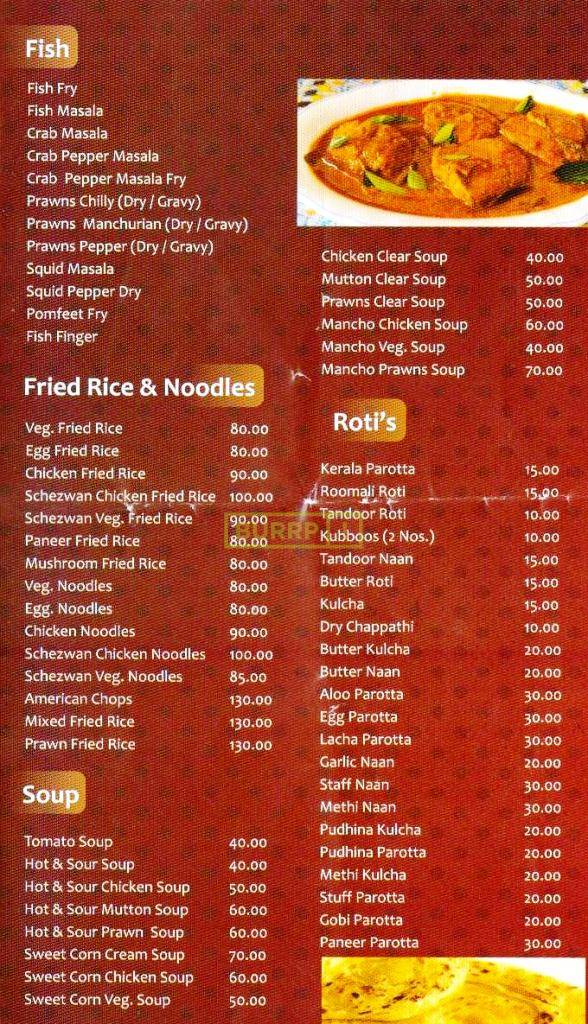 Fish
Fish Fry
Fish Masala
Crab Masala
Crab Pepper Masala
Crab Pepper Masala Fry
Prawns Chilly (Dry / Gravy)
Prawns Manchurian (Dry / Gravy)
Prawns Pepper (Dry / Gravy)
Squid Masala
Squid Pepper Dry
Pomfeet Fry
Fish Finger
Fried Rice & Noodles
Veg. Fried Rice 80.00
Egg Fried Rice 80.00
Chicken Fried Rice 90.00
Schezwan Chicken Fried Rice 100.00
Schezwan Veg. Fried Rice 90.00
Paneer Fried Rice 80.00
Mushroom Fried Rice 80.00
Veg. Noodles 80.00
Egg. Noodles 80.00
Chicken Noodles 90.00
Schezwan Chicken Noodles 100.00
Schezwan Veg. Noodles 85.00
American Chops 130.00
Mixed Fried Rice 130.00
Prawn Fried Rice 130.00
Soup
Tomato Soup 40.00
Hot & Sour Soup 40.00
Hot & Sour Chicken Soup 50.00
Hot & Sour Mutton Soup 60.00
Hot & Sour Prawn Soup 60.00
Sweet Corn Cream Soup 70.00
Sweet Corn Chicken Soup 60.00
Sweet Corn Veg. Soup 50.00
Chicken Clear Soup 40.00
Mutton Clear Soup 50.00
Prawns Clear Soup 50.00
Mancho Chicken Soup 60.00
Mancho Veg. Soup 40.00
Mancho Prawns Soup 70.00
Roti's
Kerala Parotta 15.00
Roomali Roti 15.00
Tandoor Roti 10.00
Kubboos (2 Nos.) 10.00
Tandoor Naan 15.00
Butter Roti 15.00
Kulcha 15.00
Dry Chappathi 10.00
Butter Kulcha 20.00
Butter Naan 20.00
Aloo Parotta 30.00
Egg Parotta 30.00
Lacha Parotta 30.00
Garlic Naan 20.00
Staff Naan 30.00
Methi Naan 30.00
Pudhina Kulcha 20.00
Pudhina Parotta 20.00
Methi Kulcha 20.00
Stuff Parotta 20.00
Gobi Parotta 20.00
Paneer Parotta 30.00